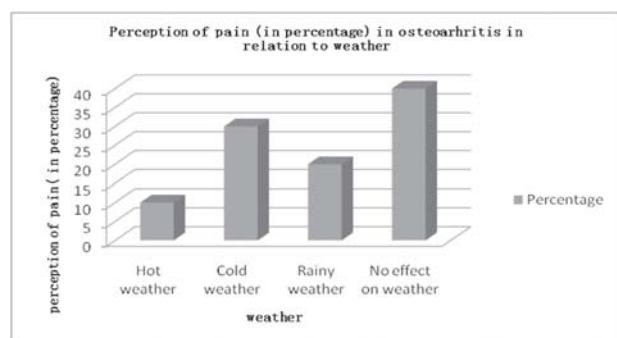 Perception of pain (in percentage) in osteoarhritis in
relation to weather
perception of pain( in percentage)
40
35
30
25
20
15
10
5
0
Hot
weather
Cold
weather
Rainy
weather
No effect
on weather
weather
Percentage